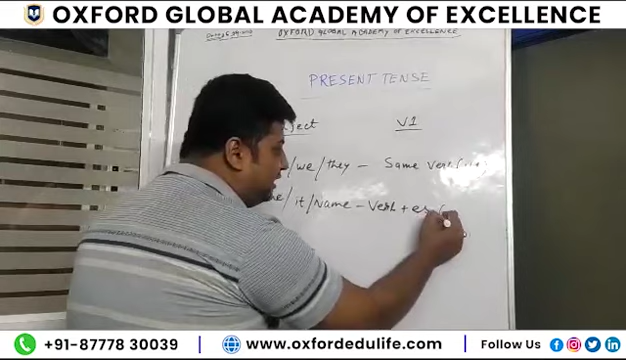 OXFORD GLOBAL ACADEMY OF EXCELLENCE
OXFORD GLOBAL ACADEMY OF EXCELLENCE
PRESENT TENSE
V1
/we/they - Same Verb
/it/Name - Verb + es (
+91-87778 30039 www.oxfordedulife.com Follow Us